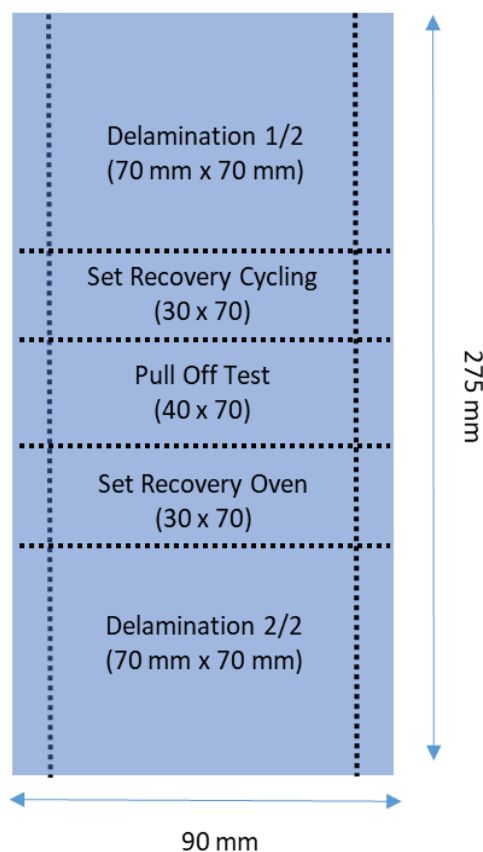 Delamination 1/2
(70 mm x 70 mm)
Set Recovery Cycling
(30 x 70)
Pull Off Test
(40 x 70)
Set Recovery Oven
(30 x 70)
Delamination 2/2
(70 mm x 70 mm)
275 mm
90 mm